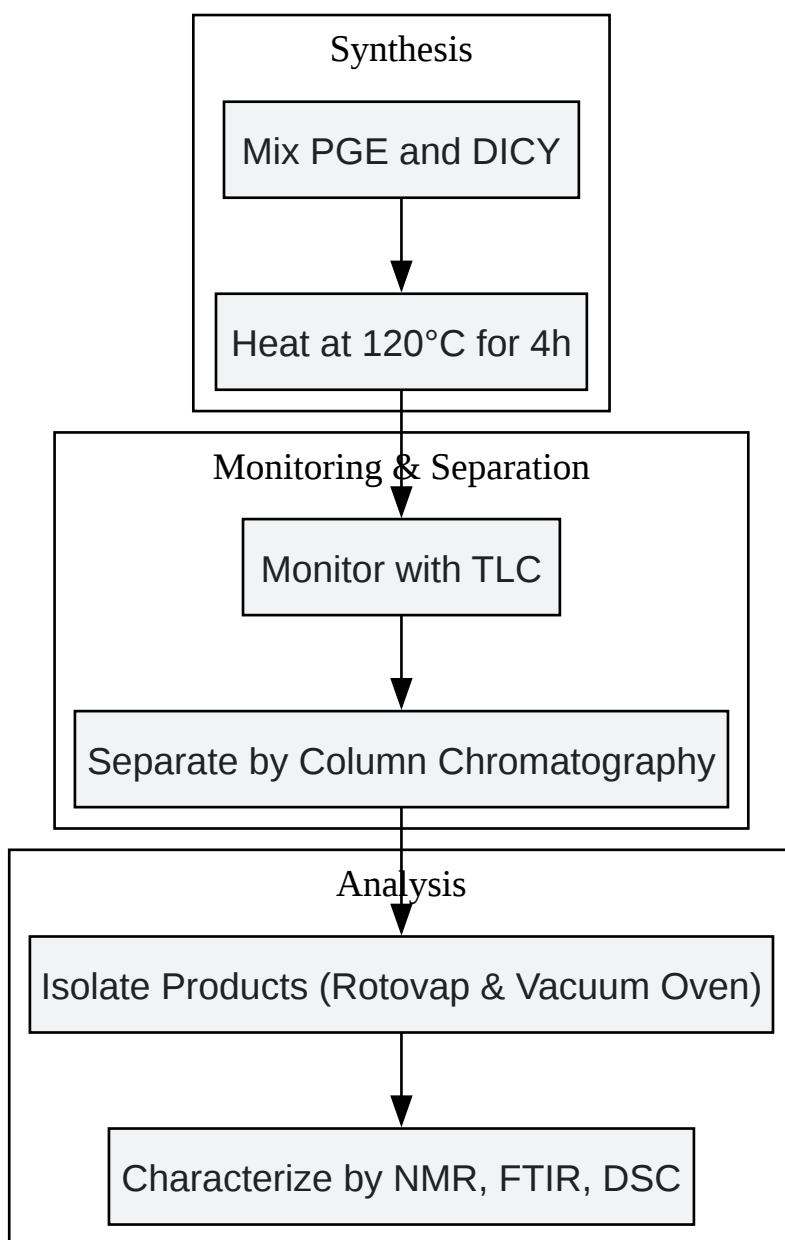 Synthesis
Mix PGE and DICY
Heat at 120°C for 4h
Monitoring & Separation
Monitor with TLC
Separate by Column Chromatography
Analysis
Isolate Products (Rotovap & Vacuum Oven)
Characterize by NMR, FTIR, DSC